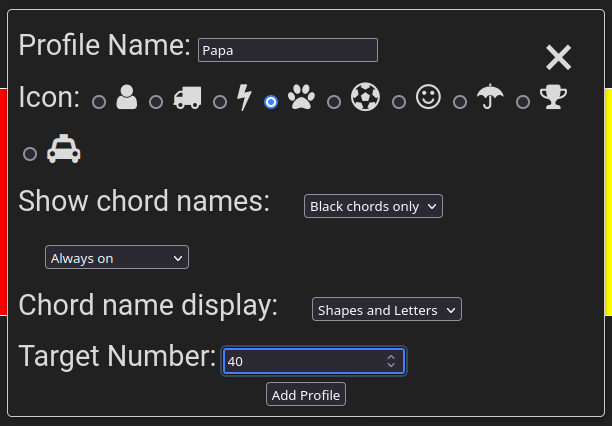 Profile Name: Papa
Icon:
Show chord names: Black chords only
Always on
Chord name display: Shapes and Letters
Target Number: 40
Add Profile